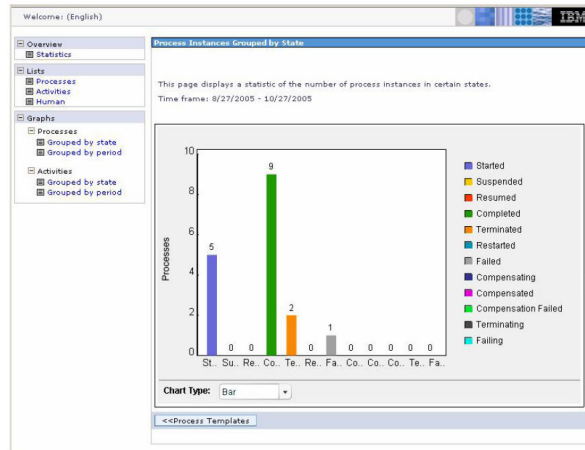 Welcome: (English)
IBM
Overview
Statistics
Lists
Processes
Activities
Human
Graphs
Processes
Grouped by state
Grouped by period
Activities
Grouped by state
Grouped by period
Process Instances Grouped by State
This page displays a statistic of the number of process instances in certain states.
Time frame: 8/27/2005 - 10/27/2005
Processes
10
8
6
4
2
0
5
0
0
9
2
0
1
0
0
0
0
0
St.. Su.. Re.. Co.. Te.. Re.. Fa.. Co.. Co.. Co.. Te.. Fa..
Started
Suspended
Resumed
Completed
Terminated
Restarted
Failed
Compensating
Compensated
Compensation Failed
Terminating
Failing
Chart Type: Bar
<<Process Templates